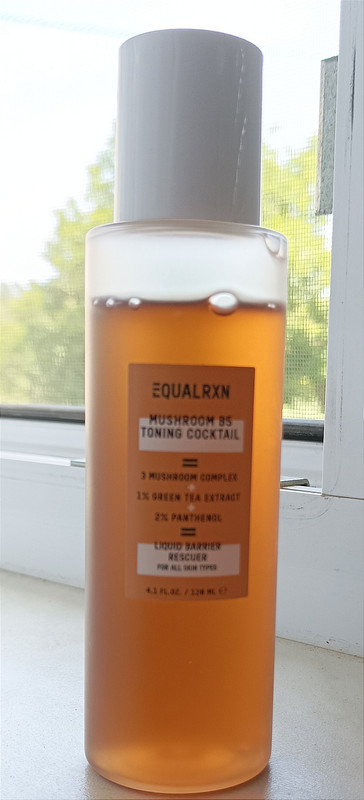 EQUALRXN
MUSHROOM B5
TONING COCKTAIL
=
3 MUSHROOM COMPLEX
+
1% GREEN TEA EXTRACT
+
2% PANTHENOL
=
LIQUID BARRIER
RESCUER
FOR ALL SKIN TYPES
4.1 FL.OZ. / 120 ML ℮